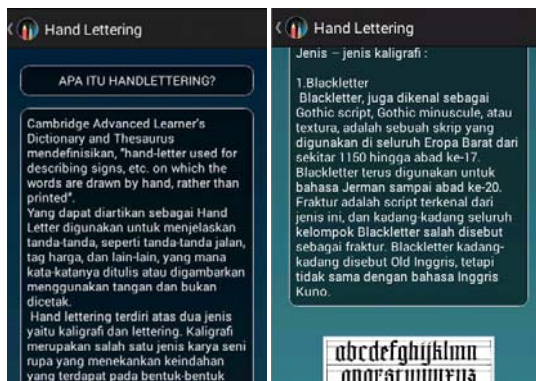 Hand Lettering
APA ITU HANDLETTERING?
Cambridge Advanced Learner's
Dictionary and Thesaurus
mendefinisikan, "hand-letter used for
describing signs, etc. on which the
words are drawn by hand, rather than
printed".
Yang dapat diartikan sebagai Hand
Letter digunakan untuk menjelaskan
tanda-tanda, seperti tanda-tanda jalan,
tag harga, dan lain-lain, yang mana
kata-katanya ditulis atau digambarkan
menggunakan tangan dan bukan
dicetak.
Hand lettering terdiri atas dua jenis
yaitu kaligrafi dan lettering. Kaligrafi
merupakan salah satu jenis karya seni
rupa yang menekankan keindahan
yang terdapat pada bentuk-bentuk
Hand Lettering
Jenis – jenis kaligrafi :
1.Blackletter
Blackletter, juga dikenal sebagai
Gothic script, Gothic minuscule, atau
textura, adalah sebuah skrip yang
digunakan di seluruh Eropa Barat dari
sekitar 1150 hingga abad ke-17.
Blackletter terus digunakan untuk
bahasa Jerman sampai abad ke-20.
Fraktur adalah script terkenal dari
jenis ini, dan kadang-kadang seluruh
kelompok Blackletter salah disebut
sebagai fraktur. Blackletter kadang-
kadang disebut Old Inggris, tetapi
tidak sama dengan bahasa Inggris
Kuno.
abcdefghijklmn